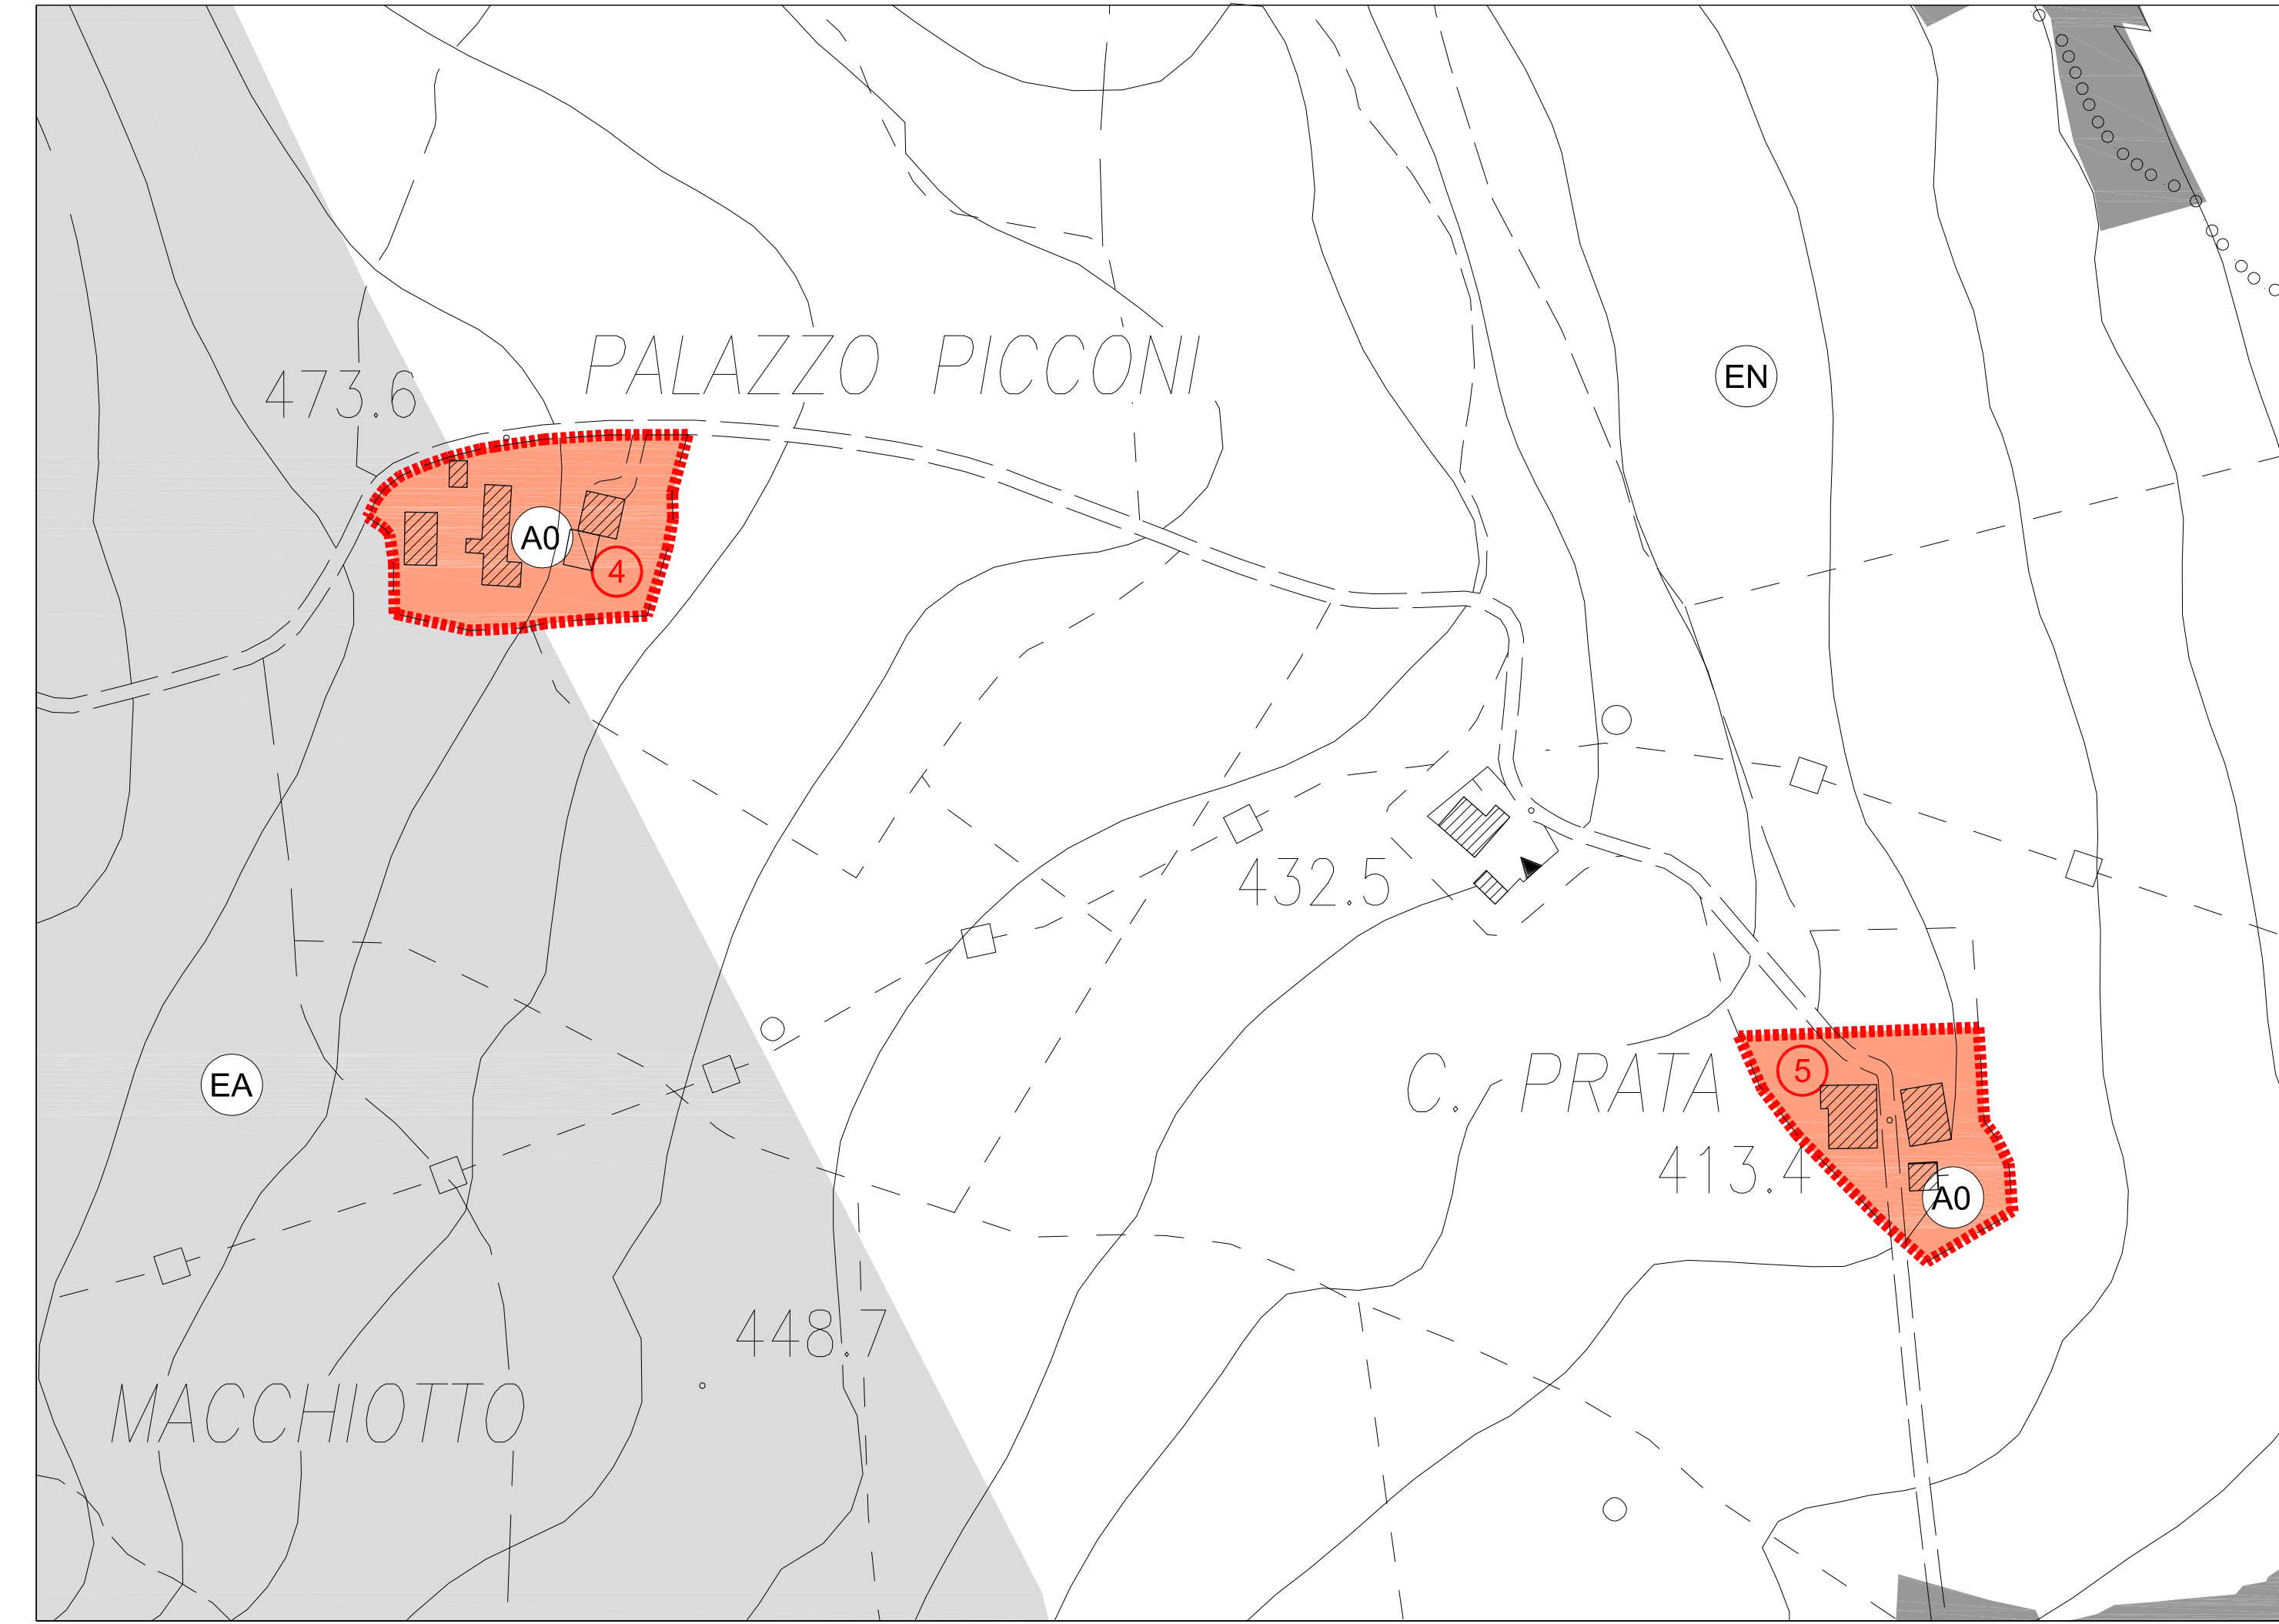 PALAZZO PICCONI
EN
473.6
A0
4
432.5
C. PRATA
5
EA
413.4
A0
448.7
MACCHIOTTO